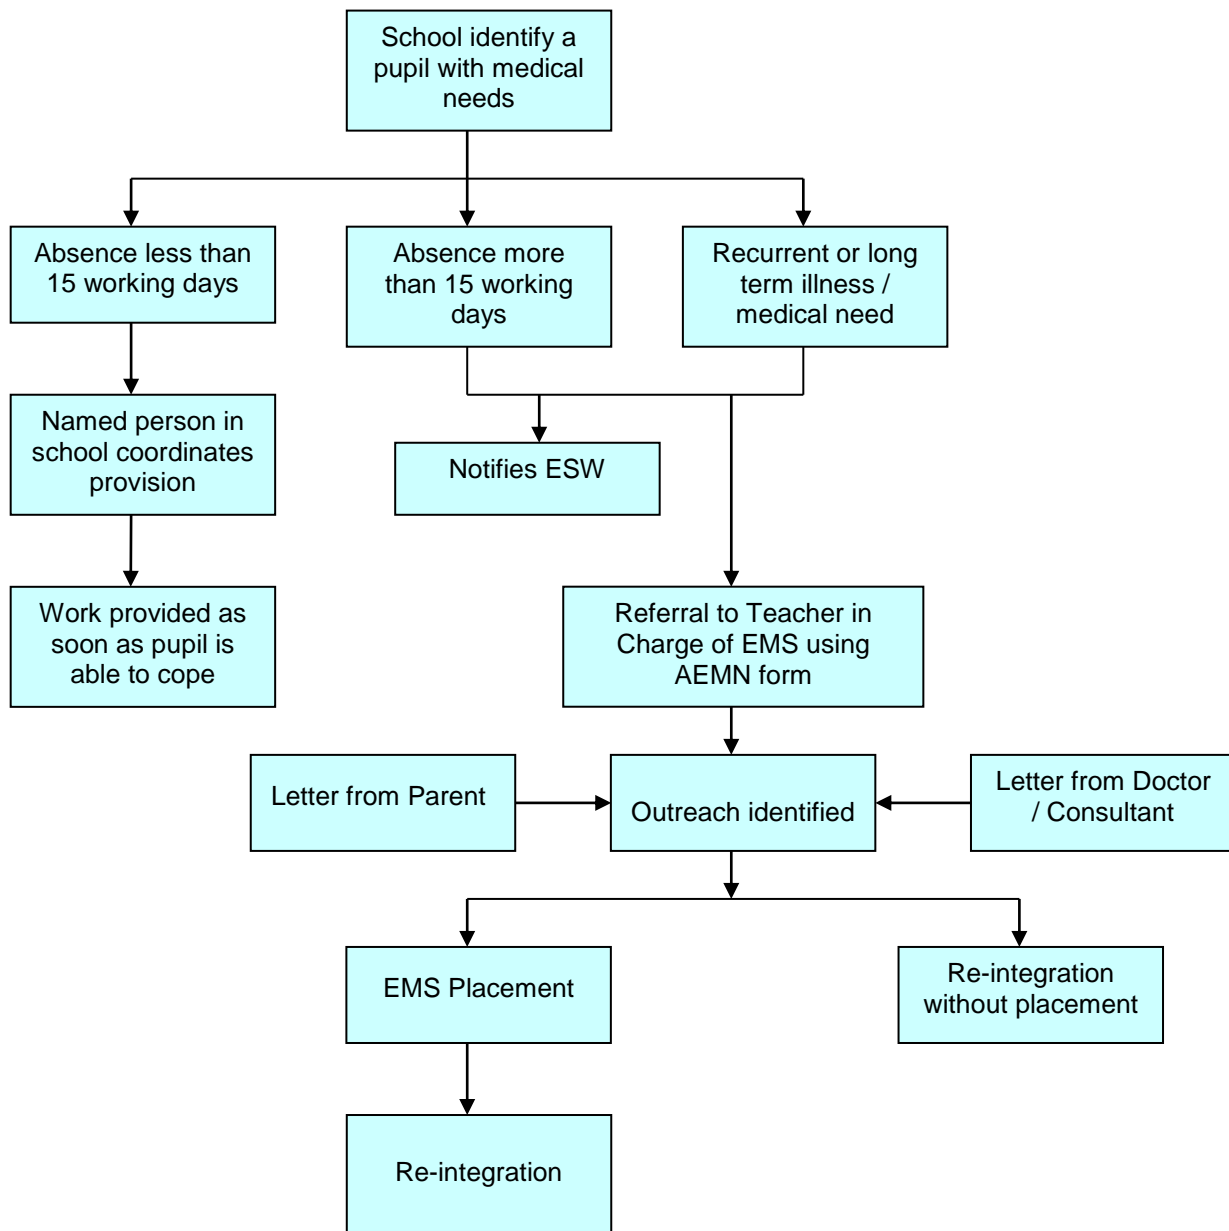 School identify a
pupil with medical
needs
Absence less than
15 working days
Absence more
than 15 working
days
Recurrent or long
term illness /
medical need
Named person in
school coordinates
provision
Notifies ESW
Work provided as
soon as pupil is
able to cope
Referral to Teacher in
Charge of EMS using
AEMN form
Letter from Parent
Outreach identified
Letter from Doctor
/ Consultant
EMS Placement
Re-integration
without placement
Re-integration